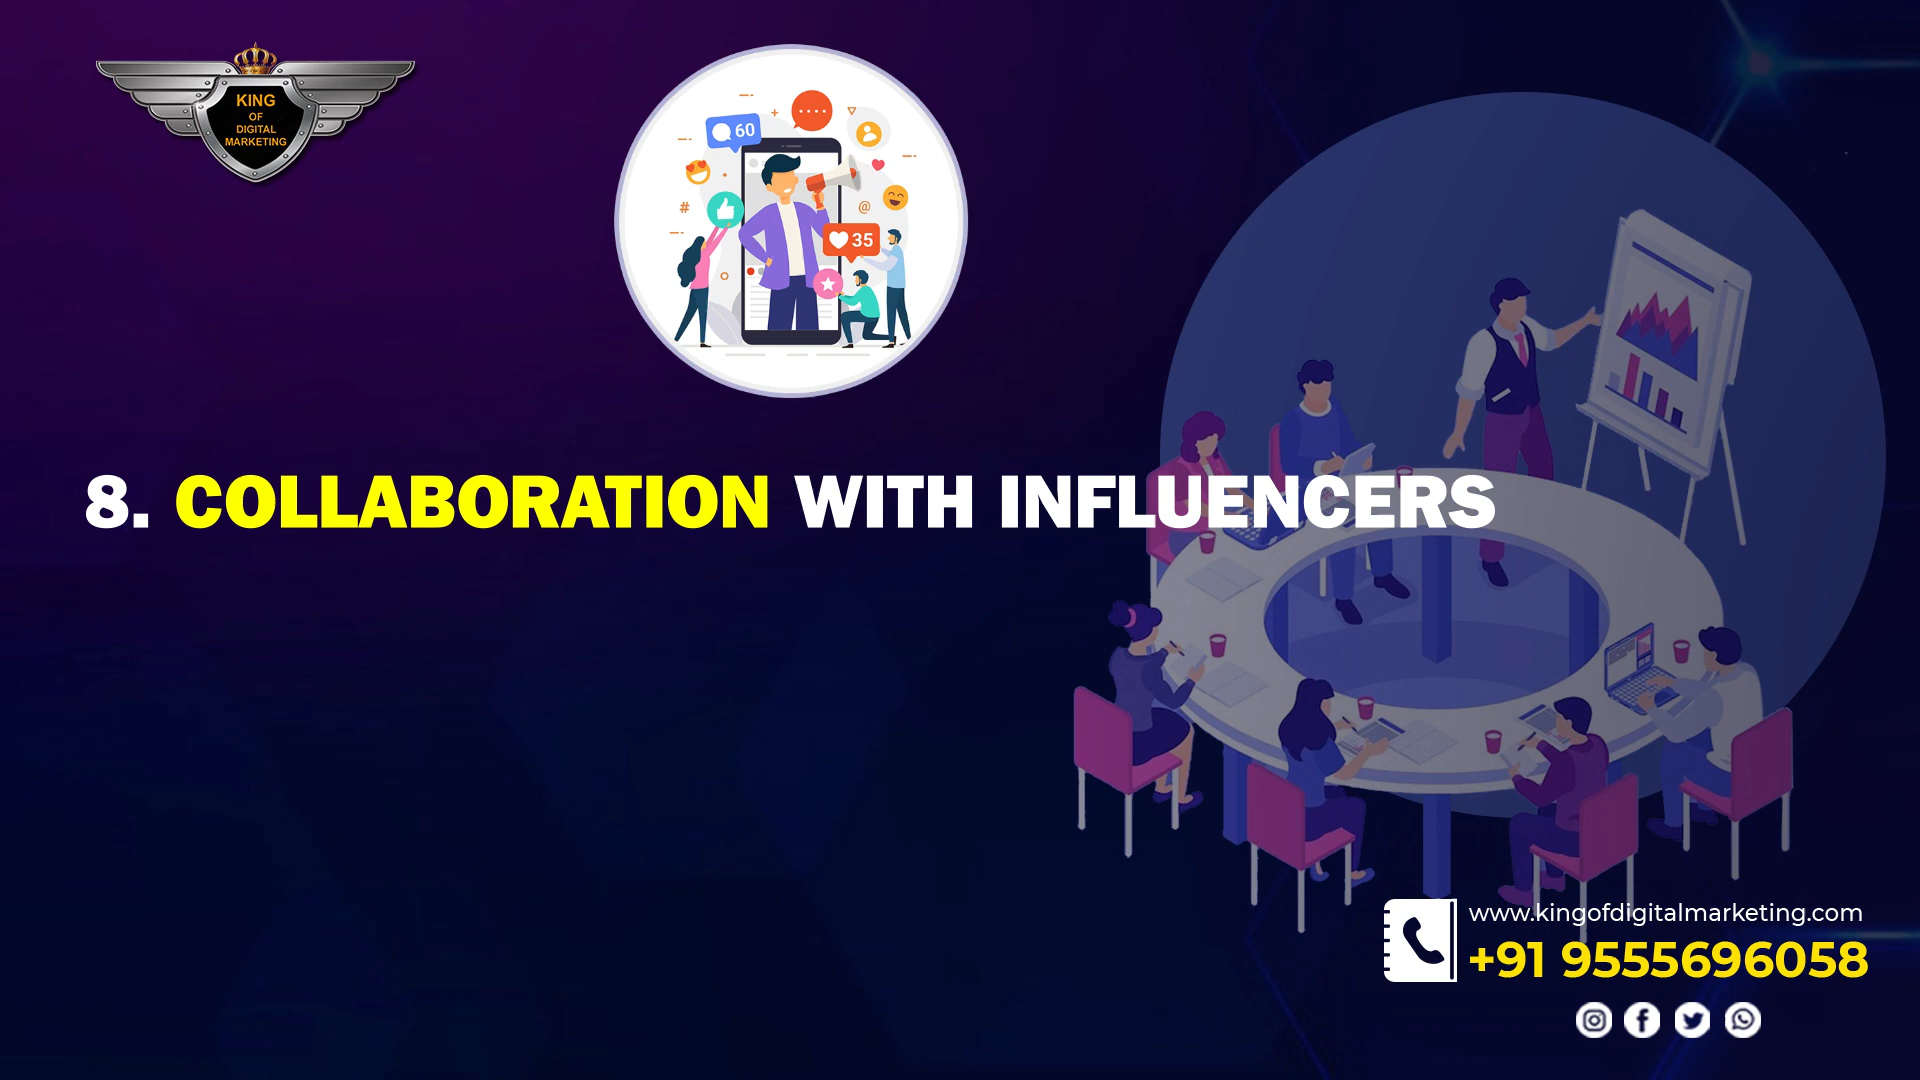 KING
OF
DIGITAL
MARKETING
60
#
@
35
8. COLLABORATION WITH INFLUENCERS
www.kingofdigitalmarketing.com
+91 9555696058